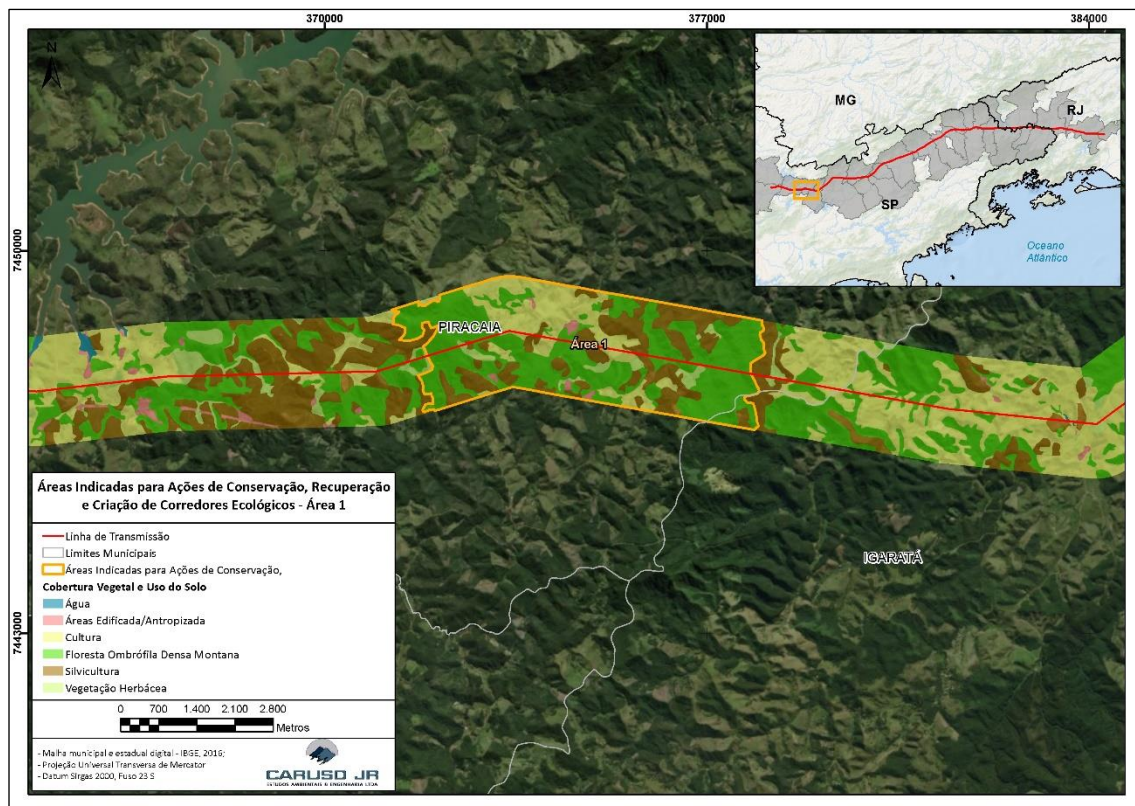 370000
377000
384000
N
MG
RJ
SP
Oceano
Atlântico
7450000
PIRACAIA
Área 1
IGARATÁ
7443000
Áreas Indicadas para Ações de Conservação, Recuperação
e Criação de Corredores Ecológicos - Área 1
Linha de Transmissão
Limites Municipais
Áreas Indicadas para Ações de Conservação,
Cobertura Vegetal e Uso do Solo
Água
Áreas Edificada/Antropizada
Cultura
Floresta Ombrófila Densa Montana
Silvicultura
Vegetação Herbácea
0 700 1.400 2.100 2.800
Metros
- Malha municipal e estadual digital - IBGE, 2016;
- Projeção Universal Transversa de Mercator
- Datum Sirgas 2000, Fuso 23 S
CARUSO JR
ESTUDOS AMBIENTAIS & ENGENHARIA LTDA